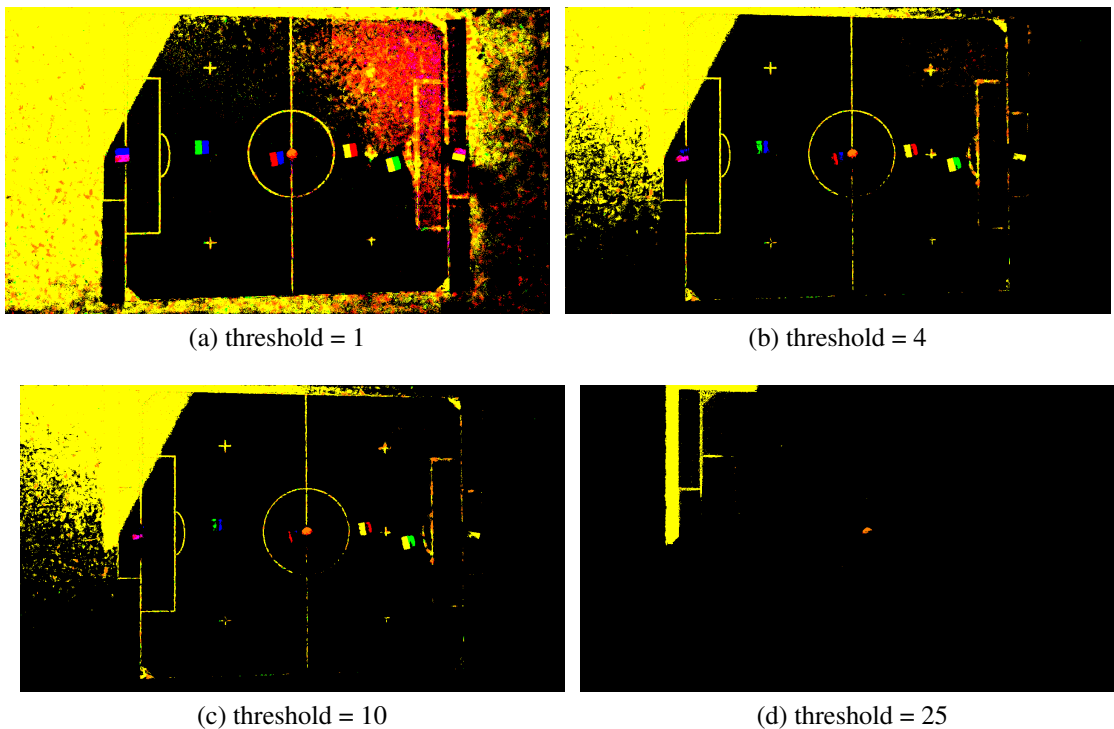 (a) threshold = 1
(b) threshold = 4
(c) threshold = 10
(d) threshold = 25